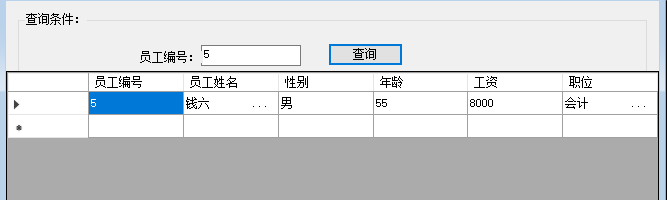 查询条件:
员工编号: 5 查询
员工编号 员工姓名 性别 年龄 工资 职位
5 钱六 ... 男 55 8000 会计 ...